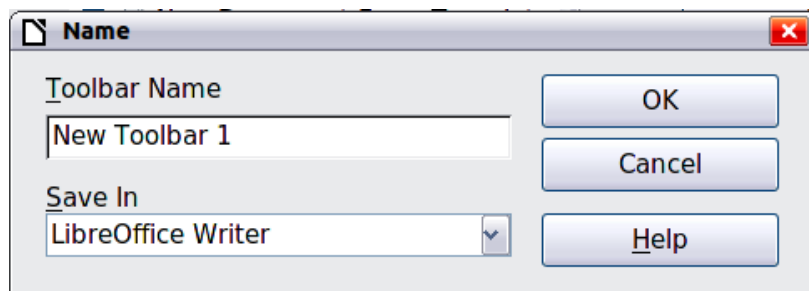 Name
Toolbar Name
New Toolbar 1
Save In
LibreOffice Writer
OK
Cancel
Help